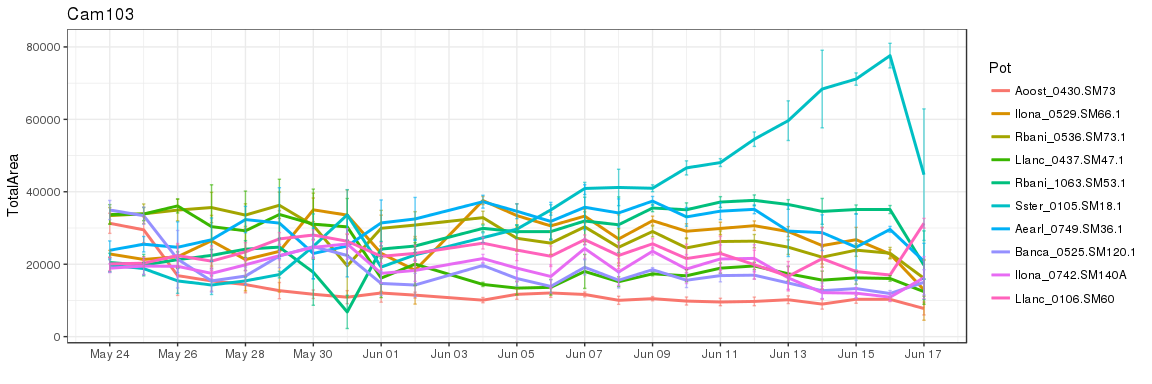 Cam103
TotalArea
80000
60000
40000
20000
0
May 24 May 26 May 28 May 30 Jun 01 Jun 03 Jun 05 Jun 07 Jun 09 Jun 11 Jun 13 Jun 15 Jun 17
Pot
Aoost_0430.SM73
Ilona_0529.SM66.1
Rbani_0536.SM73.1
Llanc_0437.SM47.1
Rbani_1063.SM53.1
Sster_0105.SM18.1
Aearl_0749.SM36.1
Banca_0525.SM120.1
Ilona_0742.SM140A
Llanc_0106.SM60